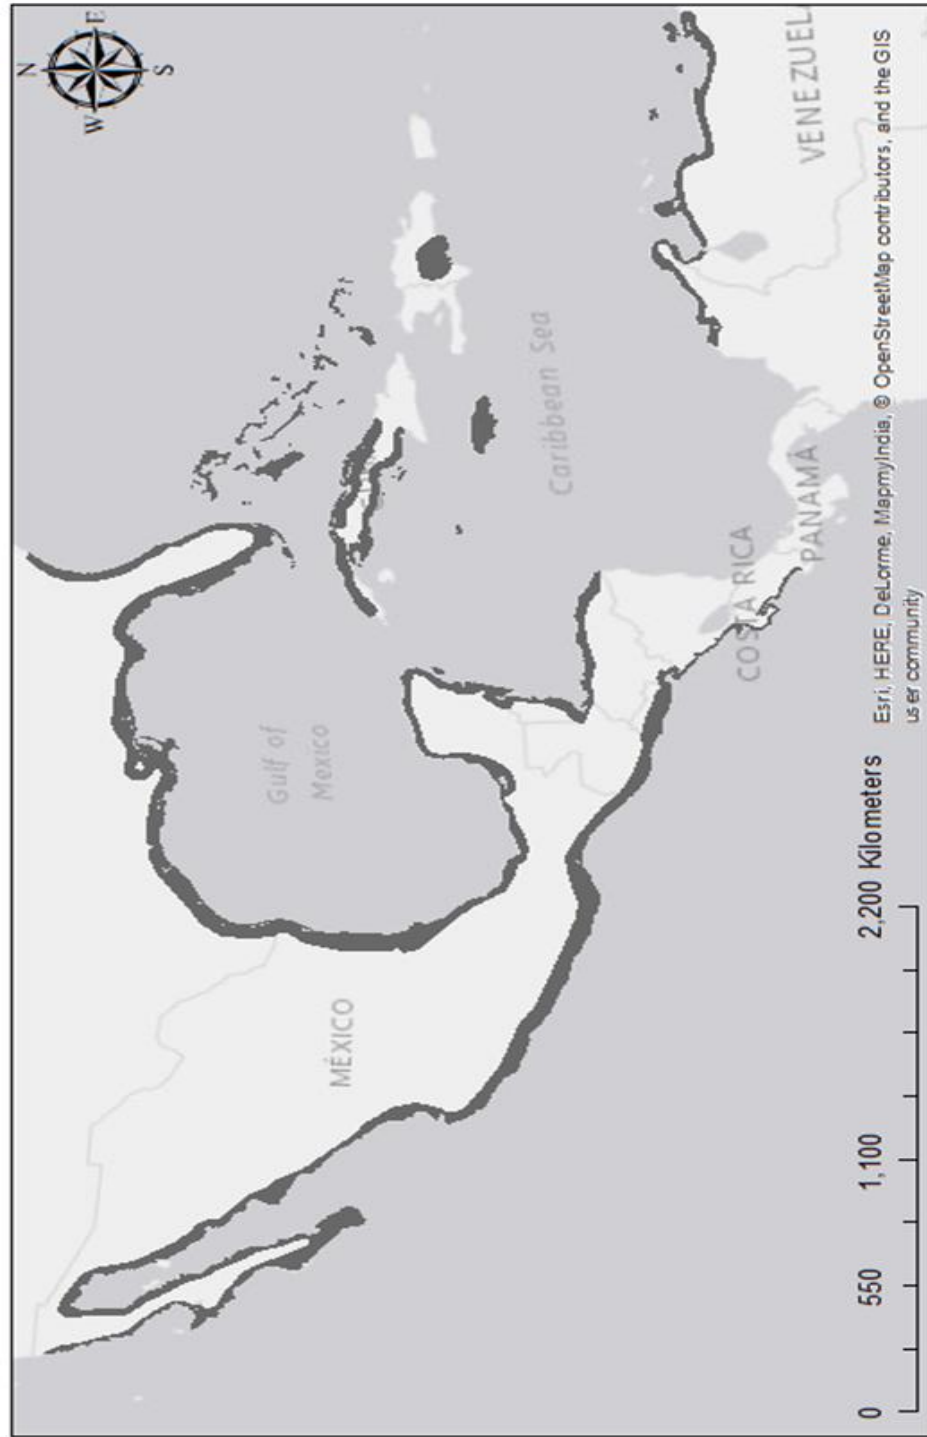 N
W
E
S
Gulf of
Mexico
MÉXICO
Caribbean Sea
COSTA RICA
PANAMÁ
VENEZUEL
0
550
1,100
2,200 Kilometers
Esri, HERE, DeLorme, MapmyIndia, © OpenStreetMap contributors, and the GIS
user community